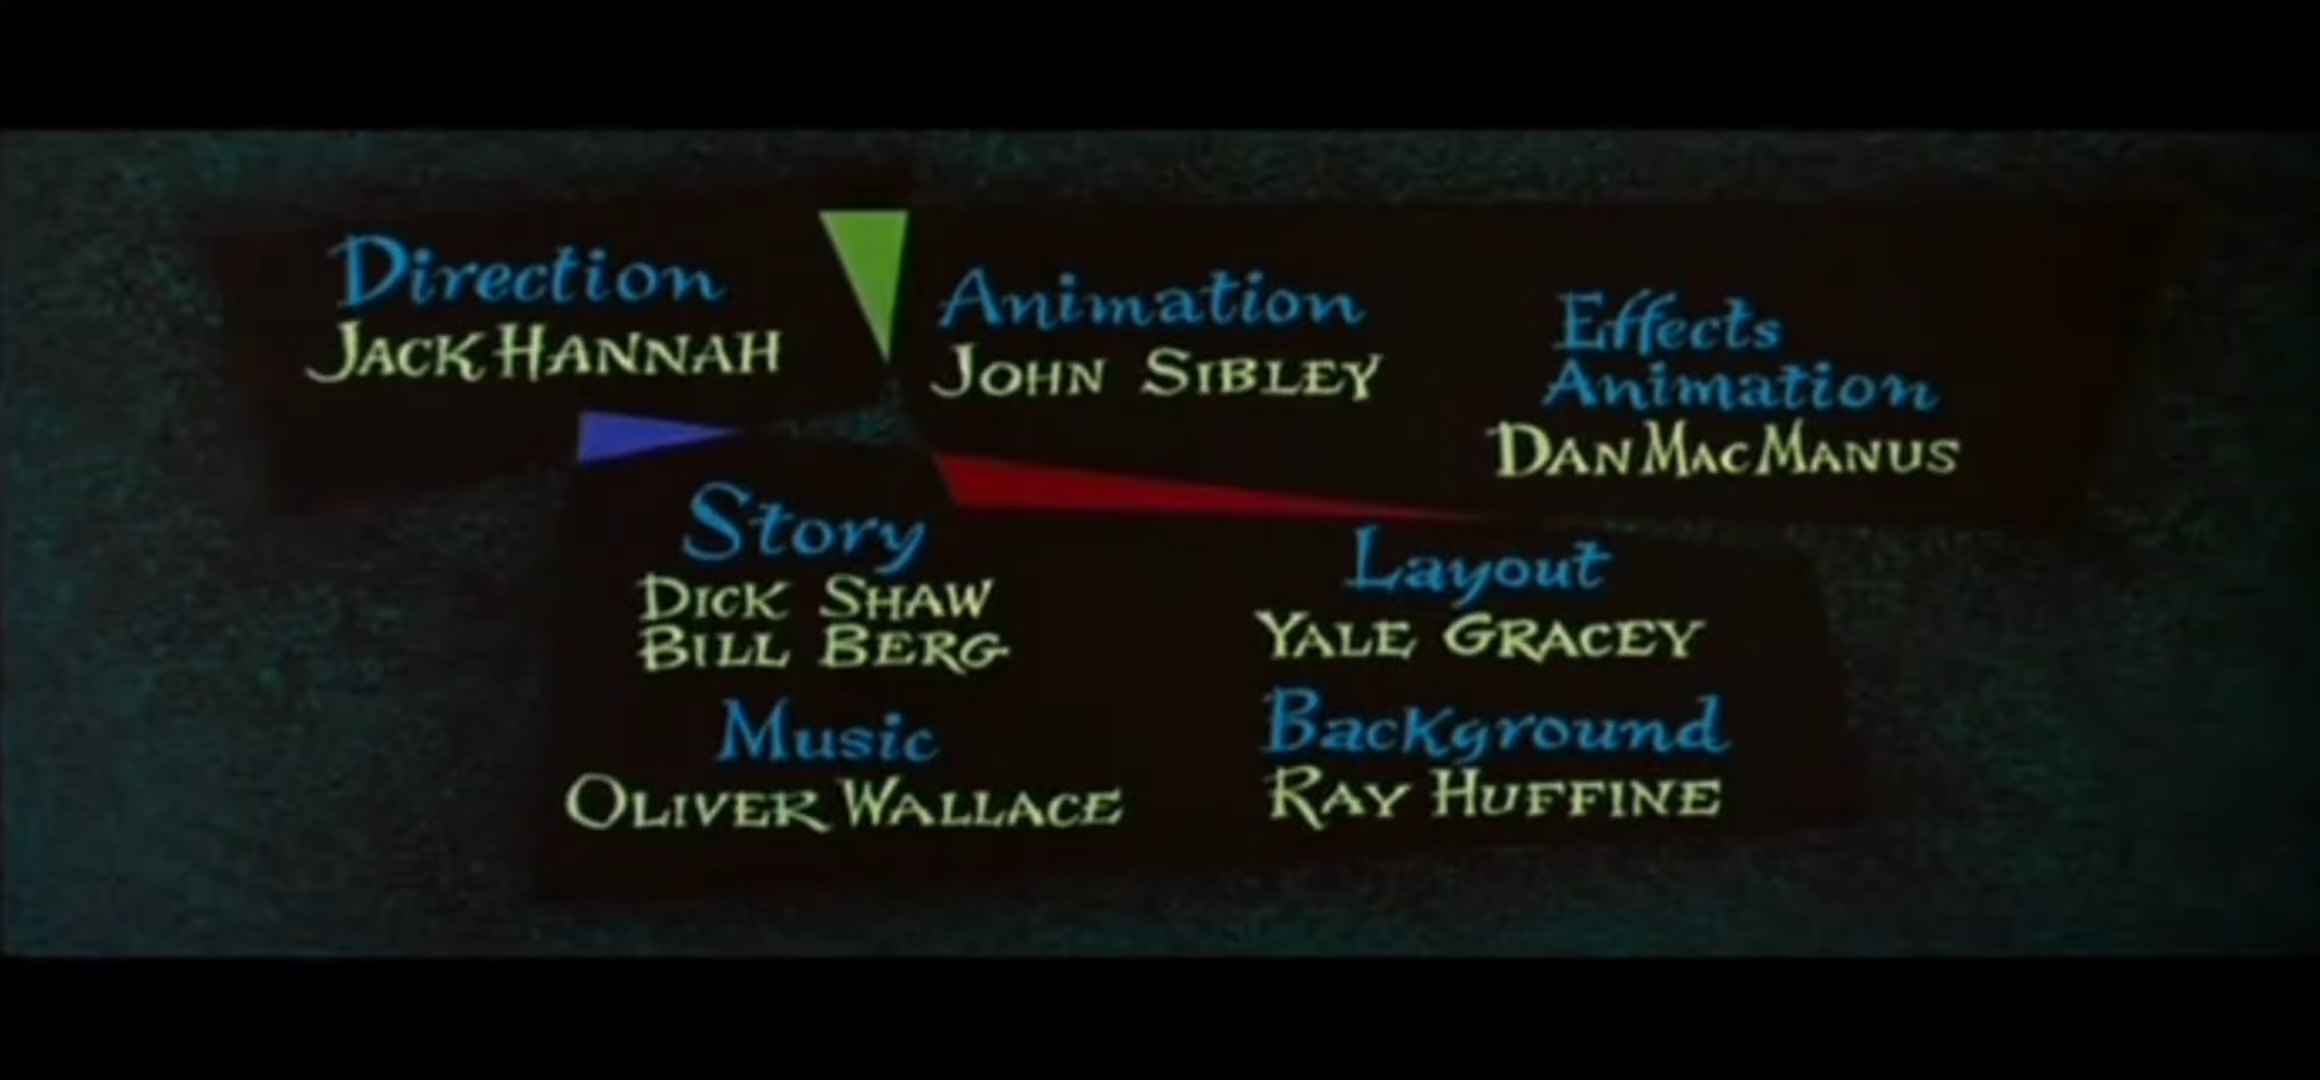 Direction
JACK HANNAH
Animation
JOHN SIBLEY
Effects
Animation
DAN MACMANUS
Story
DICK SHAW
BILL BERG
Music
OLIVER WALLACE
Layout
YALE GRACEY
Background
RAY HUFFINE